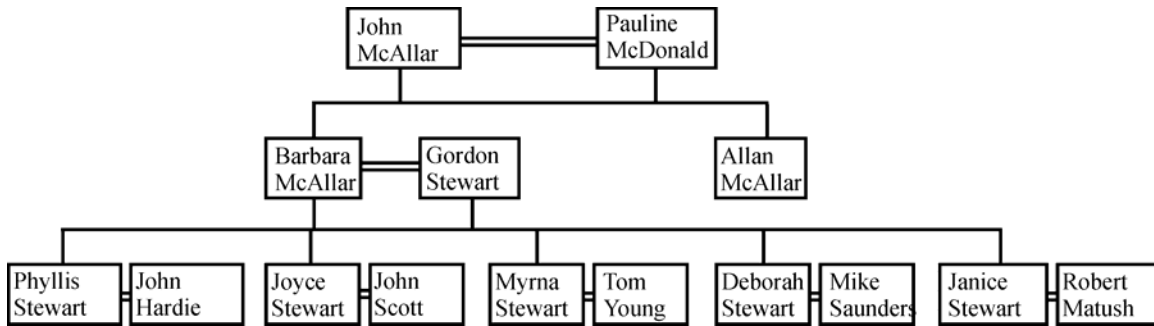 John
McAllar
Pauline
McDonald
Barbara
McAllar
Gordon
Stewart
Allan
McAllar
Phyllis
Stewart
John
Hardie
Joyce
Stewart
John
Scott
Myrna
Stewart
Tom
Young
Deborah
Stewart
Mike
Saunders
Janice
Stewart
Robert
Matush